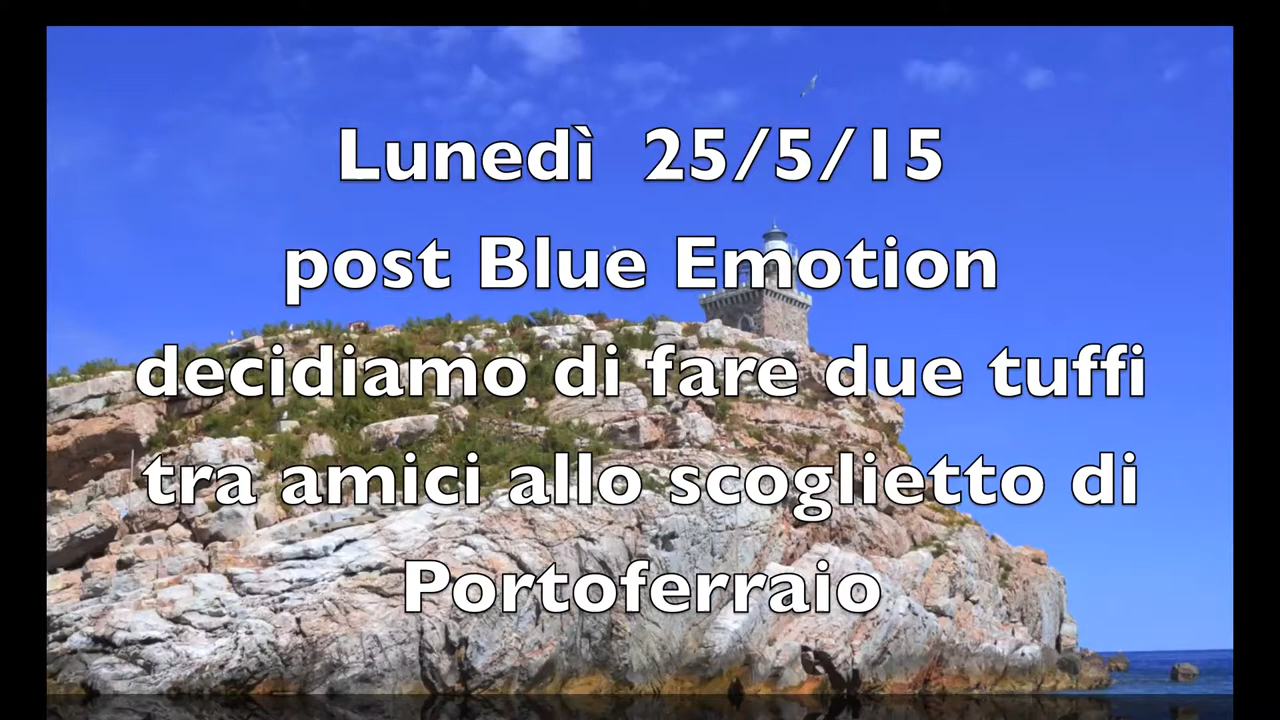 Lunedì 25/5/15
post Blue Emotion
decidiamo di fare due tuffi
tra amici allo scoglietto di
Portoferraio